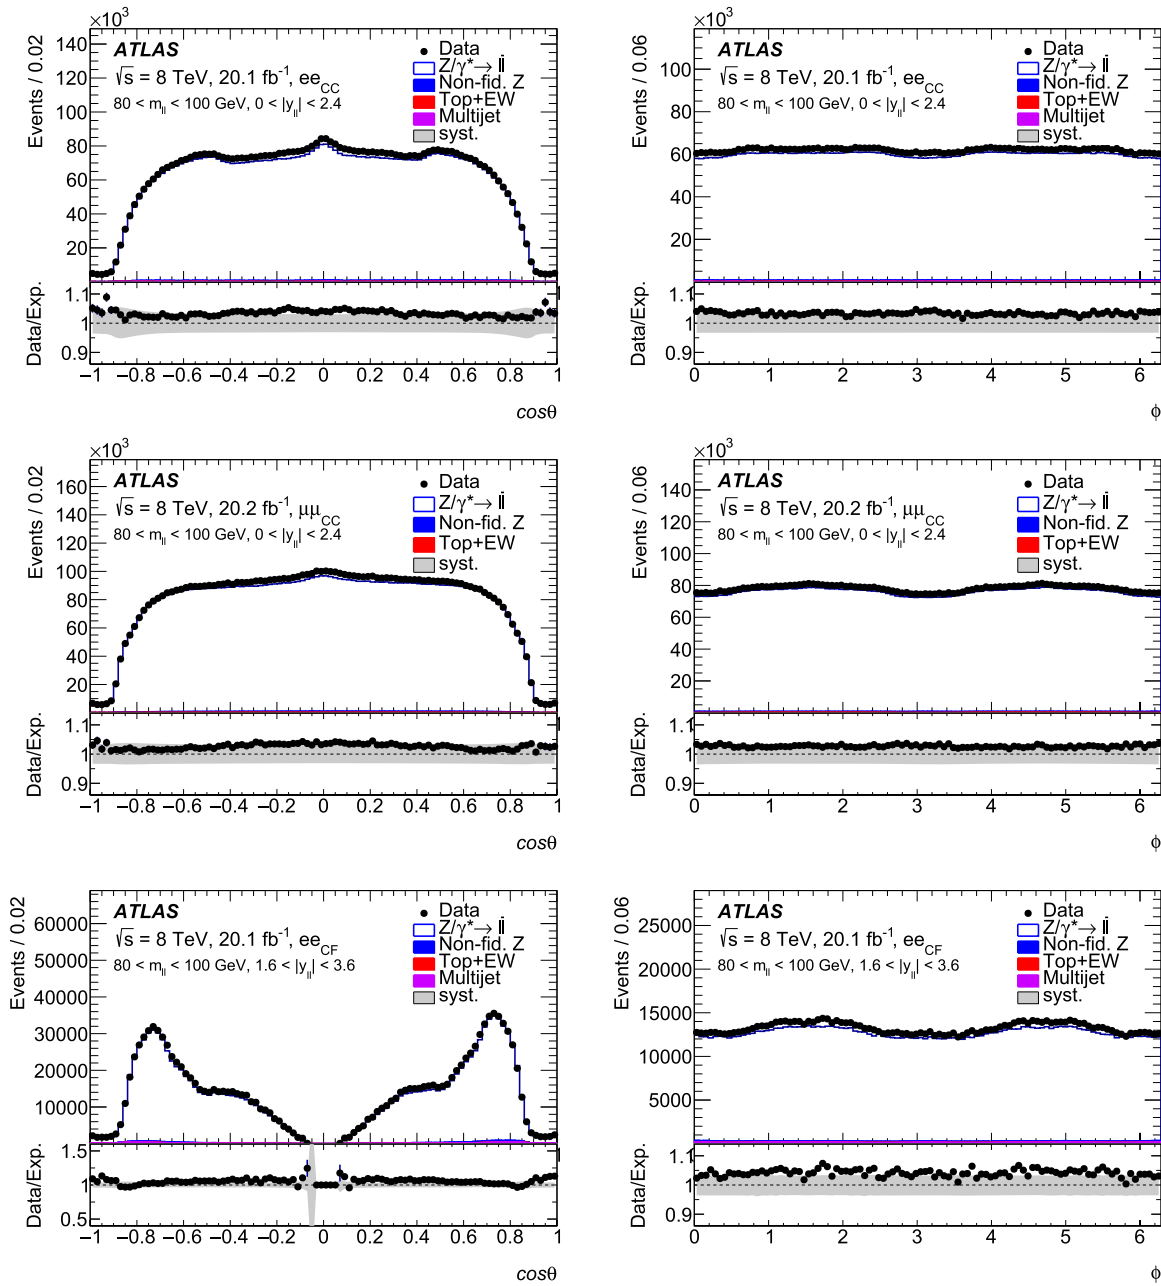 ×10³
Events / 0.02
140
120
100
80
60
40
20
ATLAS
√s = 8 TeV, 20.1 fb⁻¹, ee_CC
80 < m_ll < 100 GeV, 0 < |y_ll| < 2.4
Data
Z/γ*→ ll
Non-fid. Z
Top+EW
Multijet
syst.
Data/Exp.
1.1
1
0.9
−1 −0.8 −0.6 −0.4 −0.2 0 0.2 0.4 0.6 0.8 1
cosθ
×10³
Events / 0.06
100
80
60
40
20
ATLAS
√s = 8 TeV, 20.1 fb⁻¹, ee_CC
80 < m_ll < 100 GeV, 0 < |y_ll| < 2.4
Data
Z/γ*→ ll
Non-fid. Z
Top+EW
Multijet
syst.
Data/Exp.
1.1
1
0.9
0 1 2 3 4 5 6
ϕ
×10³
Events / 0.02
160
140
120
100
80
60
40
20
ATLAS
√s = 8 TeV, 20.2 fb⁻¹, μμ_CC
80 < m_ll < 100 GeV, 0 < |y_ll| < 2.4
Data
Z/γ*→ ll
Non-fid. Z
Top+EW
syst.
Data/Exp.
1.1
1
0.9
−1 −0.8 −0.6 −0.4 −0.2 0 0.2 0.4 0.6 0.8 1
cosθ
×10³
Events / 0.06
140
120
100
80
60
40
20
ATLAS
√s = 8 TeV, 20.2 fb⁻¹, μμ_CC
80 < m_ll < 100 GeV, 0 < |y_ll| < 2.4
Data
Z/γ*→ ll
Non-fid. Z
Top+EW
syst.
Data/Exp.
1.1
1
0.9
0 1 2 3 4 5 6
ϕ
Events / 0.02
60000
50000
40000
30000
20000
10000
ATLAS
√s = 8 TeV, 20.1 fb⁻¹, ee_CF
80 < m_ll < 100 GeV, 1.6 < |y_ll| < 3.6
Data
Z/γ*→ ll
Non-fid. Z
Top+EW
Multijet
syst.
Data/Exp.
1.5
1
0.5
−1 −0.8 −0.6 −0.4 −0.2 0 0.2 0.4 0.6 0.8 1
cosθ
Events / 0.06
25000
20000
15000
10000
5000
ATLAS
√s = 8 TeV, 20.1 fb⁻¹, ee_CF
80 < m_ll < 100 GeV, 1.6 < |y_ll| < 3.6
Data
Z/γ*→ ll
Non-fid. Z
Top+EW
Multijet
syst.
Data/Exp.
1.1
1
0.9
0 1 2 3 4 5 6
ϕ